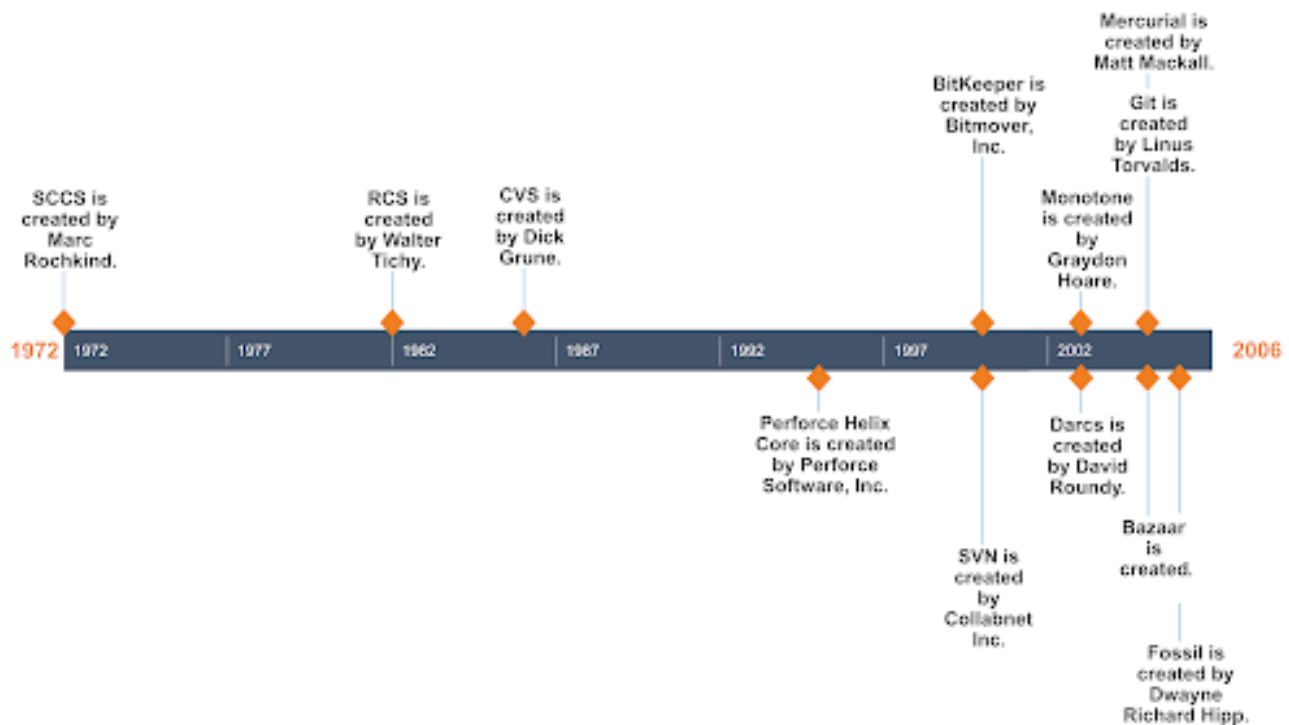 Mercurial is
created by
Matt Mackall.
BitKeeper is
created by
Bitmover,
Inc.
Git is
created
by Linus
Torvalds.
SCCS is
created by
Marc
Rochkind.
RCS is
created
by Walter
Tichy.
CVS is
created
by Dick
Grune.
Monotone
is created
by
Graydon
Hoare.
1972
1972
1977
1982
1987
1992
1997
2002
2006
Perforce Helix
Core is created
by Perforce
Software, Inc.
Darcs is
created
by David
Roundy.
SVN is
created
by
Collabnet
Inc.
Bazaar
is
created.
Fossil is
created by
Dwayne
Richard Hipp.